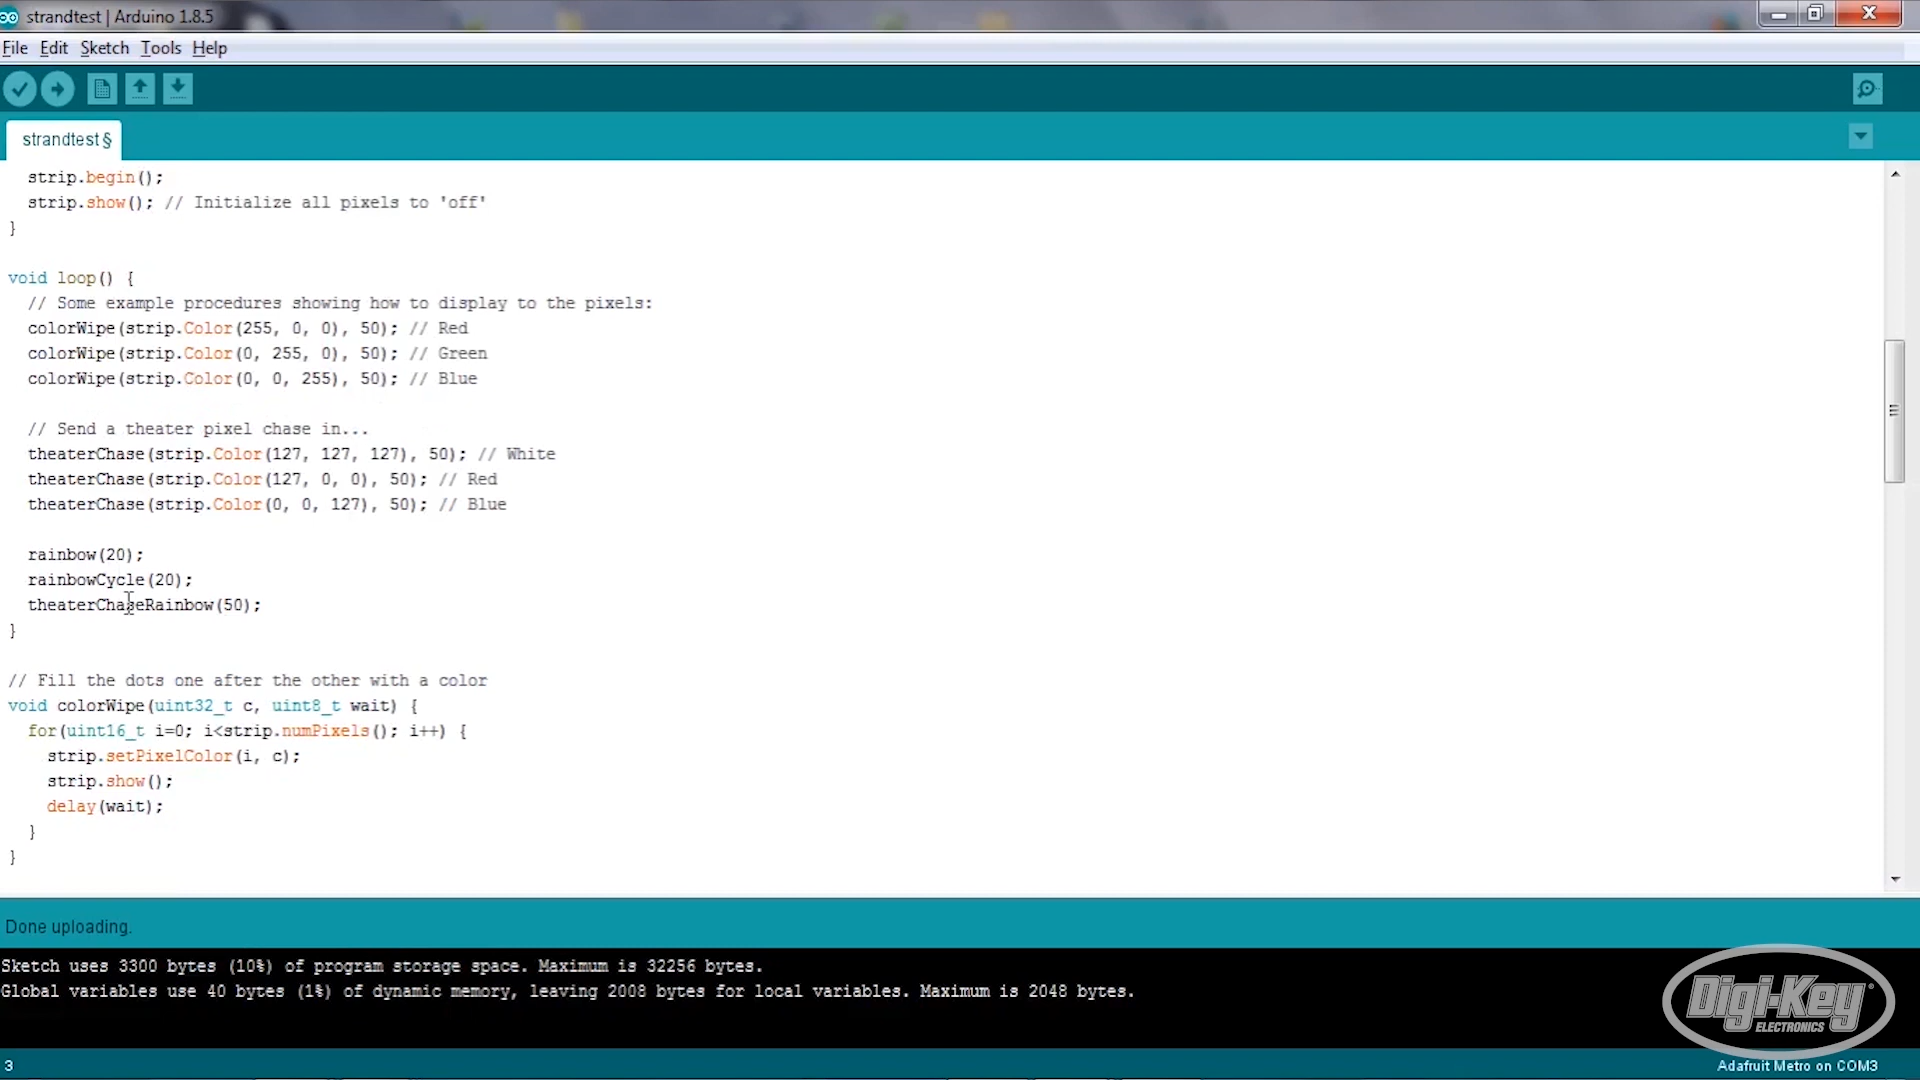 strandtest | Arduino 1.8.5
File Edit Sketch Tools Help
strandtest §
strip.begin();
strip.show(); // Initialize all pixels to 'off'
}
void loop() {
// Some example procedures showing how to display to the pixels:
colorWipe(strip.Color(255, 0, 0), 50); // Red
colorWipe(strip.Color(0, 255, 0), 50); // Green
colorWipe(strip.Color(0, 0, 255), 50); // Blue
// Send a theater pixel chase in...
theaterChase(strip.Color(127, 127, 127), 50); // White
theaterChase(strip.Color(127, 0, 0), 50); // Red
theaterChase(strip.Color(0, 0, 127), 50); // Blue
rainbow(20);
rainbowCycle(20);
theaterChaseRainbow(50);
}
// Fill the dots one after the other with a color
void colorWipe(uint32_t c, uint8_t wait) {
for(uint16_t i=0; i<strip.numPixels(); i++) {
strip.setPixelColor(i, c);
strip.show();
delay(wait);
}
}
Done uploading.
Sketch uses 3300 bytes (10%) of program storage space. Maximum is 32256 bytes.
Global variables use 40 bytes (1%) of dynamic memory, leaving 2008 bytes for local variables. Maximum is 2048 bytes.
Digi-Key
ELECTRONICS
3
Adafruit Metro on COM3